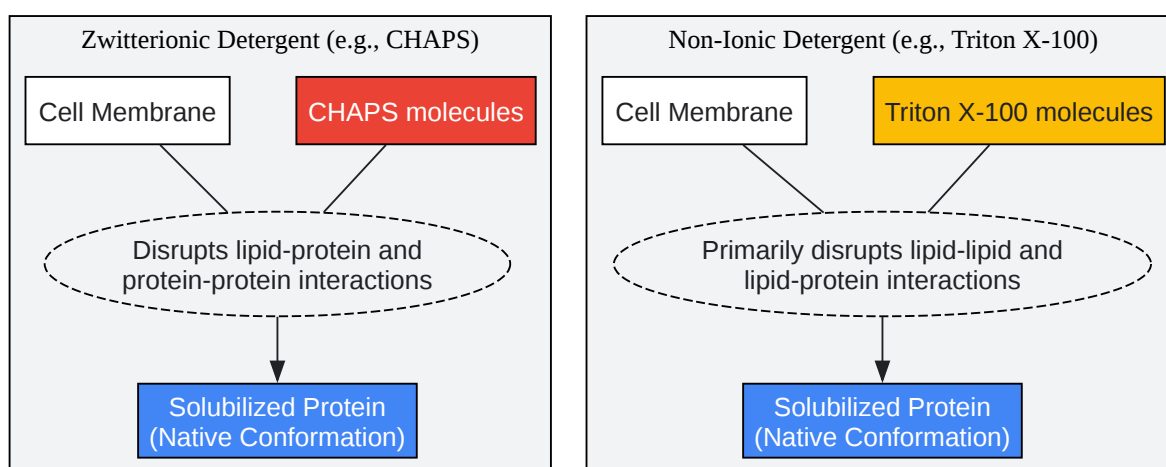 Zwitterionic Detergent (e.g., CHAPS)
Cell Membrane
CHAPS molecules
Disrupts lipid-protein and
protein-protein interactions
Solubilized Protein
(Native Conformation)
Non-Ionic Detergent (e.g., Triton X-100)
Cell Membrane
Triton X-100 molecules
Primarily disrupts lipid-lipid and
lipid-protein interactions
Solubilized Protein
(Native Conformation)